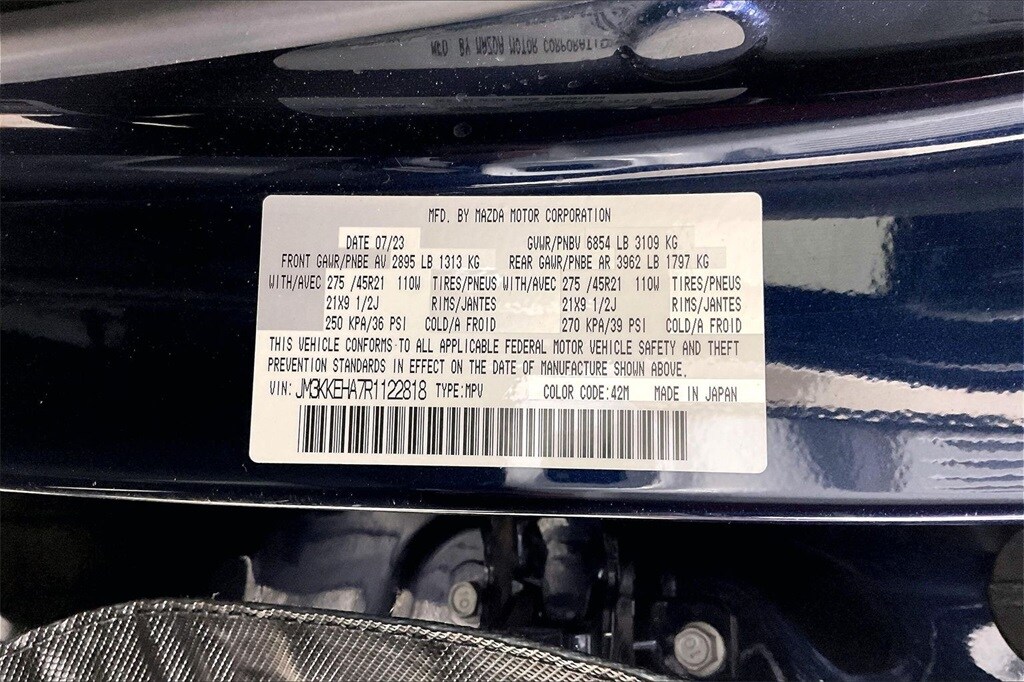 MFD. BY MAZDA MOTOR CORPORATIO
MFD. BY MAZDA MOTOR CORPORATION
DATE 07/23 GVWR/PNBV 6854 LB 3109 KG
FRONT GAWR/PNBE AV 2895 LB 1313 KG REAR GAWR/PNBE AR 3962 LB 1797 KG
WITH/AVEC 275 /45R21 110W TIRES/PNEUS WITH/AVEC 275 /45R21 110W TIRES/PNEUS
21X9 1/2J RIMS/JANTES 21X9 1/2J RIMS/JANTES
250 KPA/36 PSI COLD/A FROID 270 KPA/39 PSI COLD/A FROID
THIS VEHICLE CONFORMS TO ALL APPLICABLE FEDERAL MOTOR VEHICLE SAFETY AND THEFT
PREVENTION STANDARDS IN EFFECT ON THE DATE OF MANUFACTURE SHOWN ABOVE.
VIN: JM3KKEHA7R1122818 TYPE:MPV COLOR CODE:42M MADE IN JAPAN